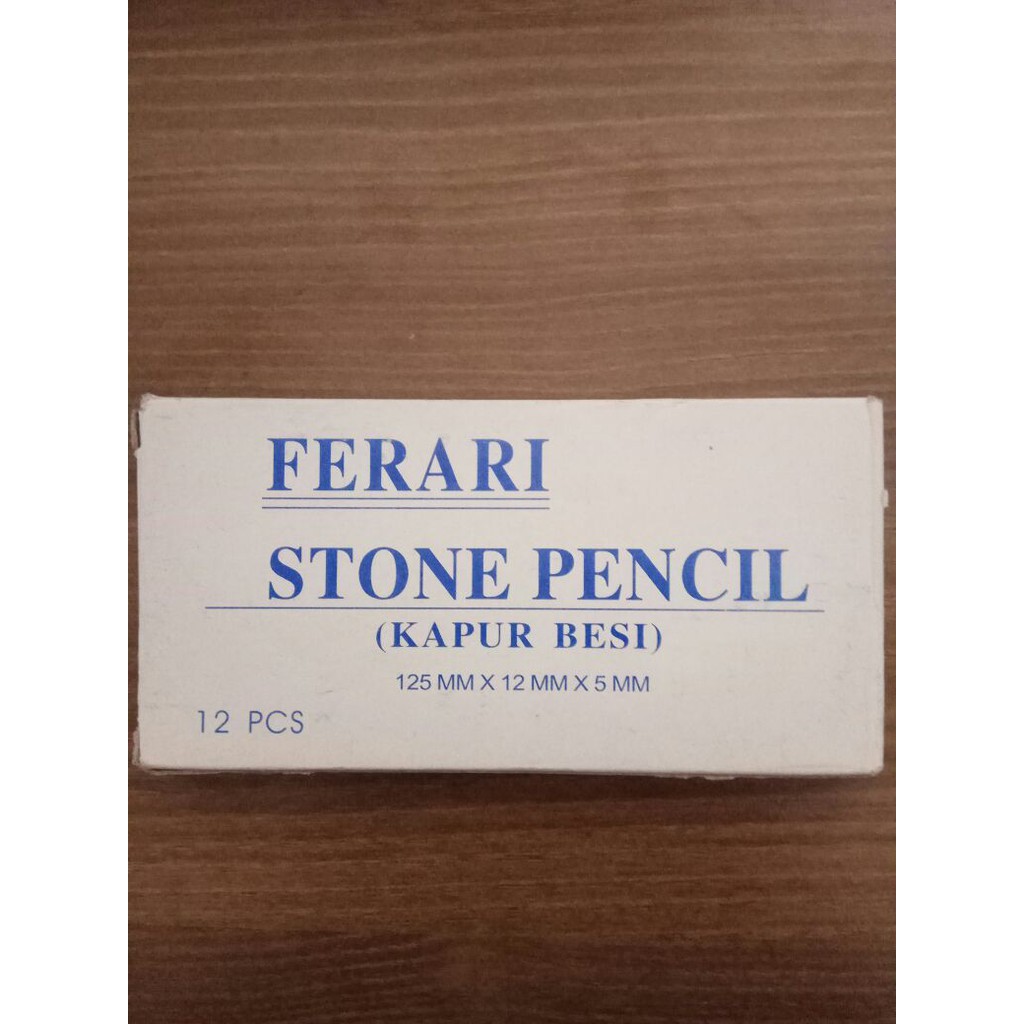 FERARI
STONE PENCIL
(KAPUR BESI)
125 MM X 12 MM X 5 MM
12 PCS